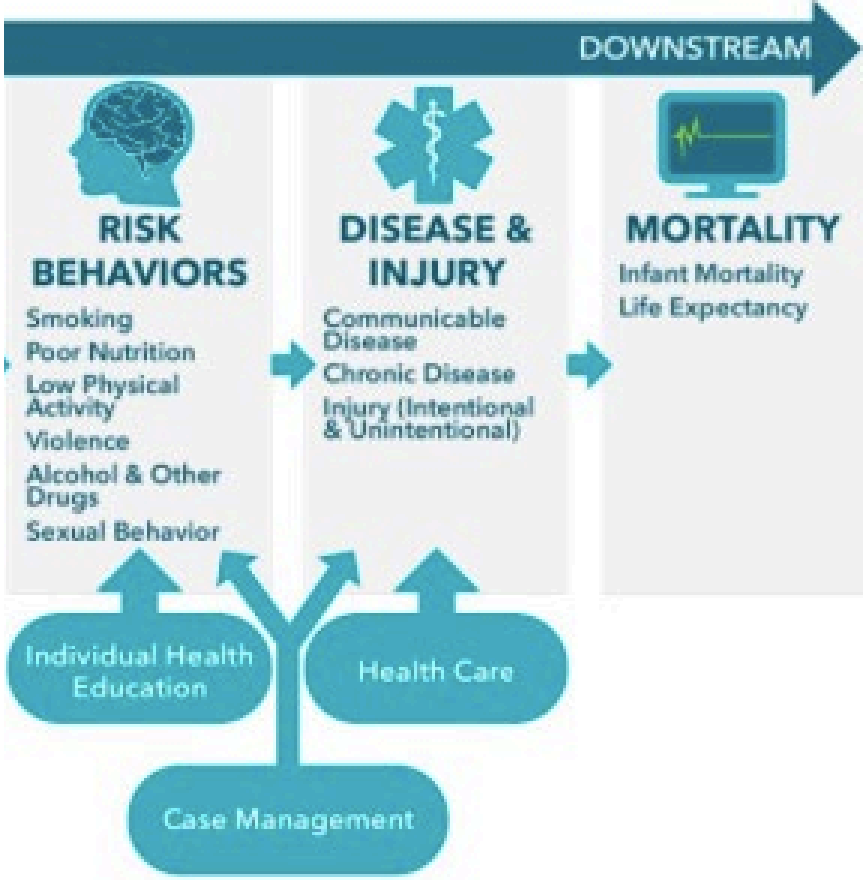 DOWNSTREAM
RISK
BEHAVIORS
Smoking
Poor Nutrition
Low Physical
Activity
Violence
Alcohol & Other
Drugs
Sexual Behavior
DISEASE &
INJURY
Communicable
Disease
Chronic Disease
Injury (Intentional
& Unintentional)
MORTALITY
Infant Mortality
Life Expectancy
Individual Health
Education
Health Care
Case Management